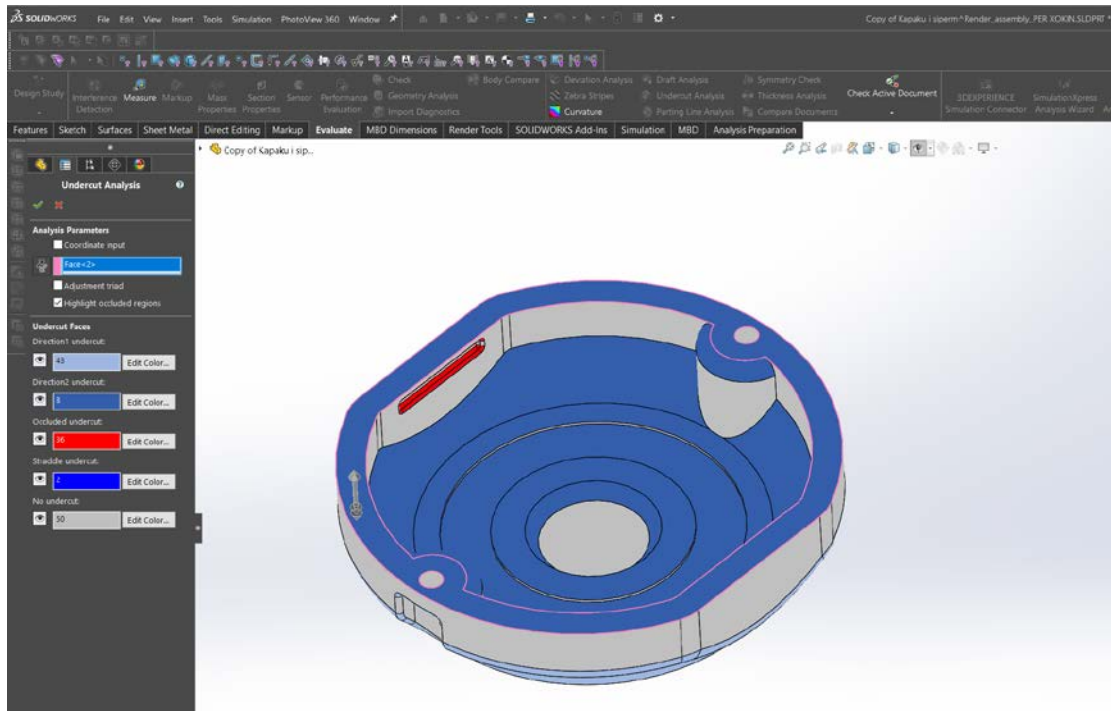 SOLIDWORKS File Edit View Insert Tools Simulation PhotoView 360 Window
Copy of Kapaku i siperm^Render_assembly_PER XOKIN.SLDPRT *
Design Study
Interference Detection
Measure
Markup
Mass Properties
Section Properties
Sensor
Performance Evaluation
Check
Geometry Analysis
Import Diagnostics
Body Compare
Deviation Analysis
Zebra Stripes
Curvature
Draft Analysis
Undercut Analysis
Parting Line Analysis
Symmetry Check
Thickness Analysis
Compare Documents
Check Active Document
3DEXPERIENCE
Simulation Connector
SimulationXpress
Analysis Wizard
Features Sketch Surfaces Sheet Metal Direct Editing Markup Evaluate MBD Dimensions Render Tools SOLIDWORKS Add-Ins Simulation MBD Analysis Preparation
Copy of Kapaku i sip...
Undercut Analysis
Analysis Parameters
Coordinate input
Face<2>
Adjustment triad
Highlight occluded regions
Undercut Faces
Direction1 undercut:
43
Edit Color...
Direction2 undercut:
Edit Color...
Occluded undercut:
36
Edit Color...
Straddle undercut:
2
Edit Color...
No undercut:
50
Edit Color...